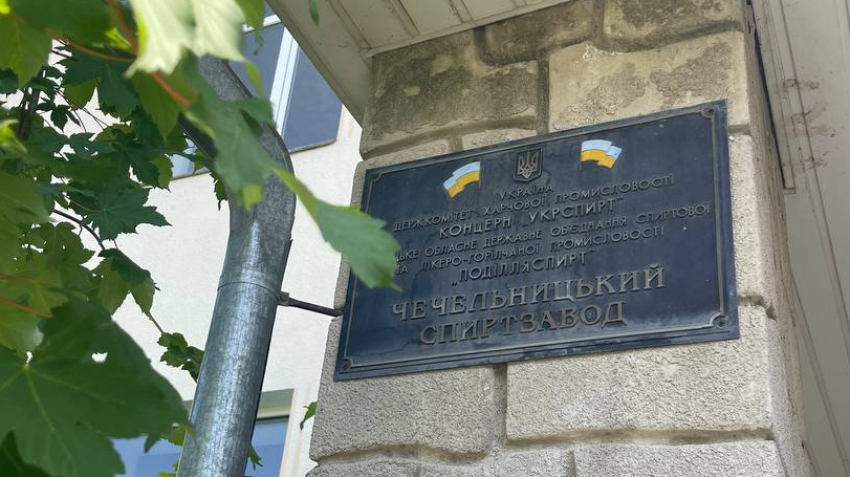 УКРАЇНА
ДЕРЖКОМІТЕТ ХАРЧОВОЇ ПРОМИСЛОВОСТІ
КОНЦЕРН "УКРСПИРТ"
ОБЛАСНЕ ДЕРЖАВНЕ ОБ'ЄДНАННЯ СПИРТОВОЇ
ТА ЛІКЕРО-ГОРІЛЧАНОЇ ПРОМИСЛОВОСТІ
"ПОДІЛЛЯСПИРТ"
ЧЕЧЕЛЬНИЦЬКИЙ
СПИРТЗАВОД